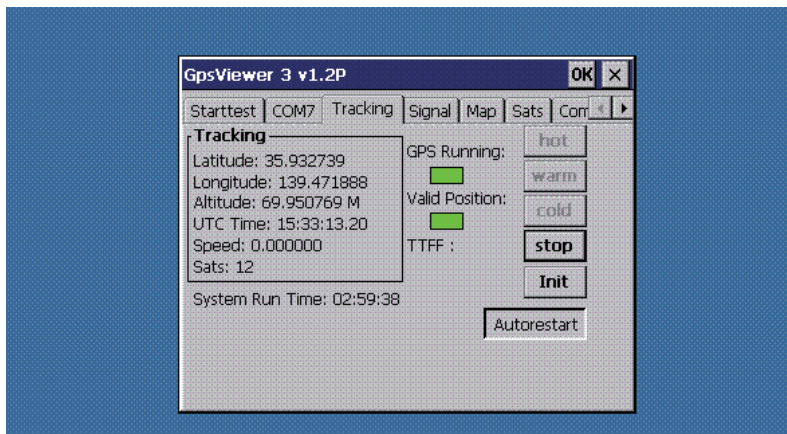 GpsViewer 3 v1.2P OK ×
Starttest COM7 Tracking Signal Map Sats Com
Tracking
Latitude: 35.932739
Longitude: 139.471888
Altitude: 69.950769 M
UTC Time: 15:33:13.20
Speed: 0.000000
Sats: 12
System Run Time: 02:59:38
GPS Running:
Valid Position:
TTFF :
hot
warm
cold
stop
Init
Autorestart